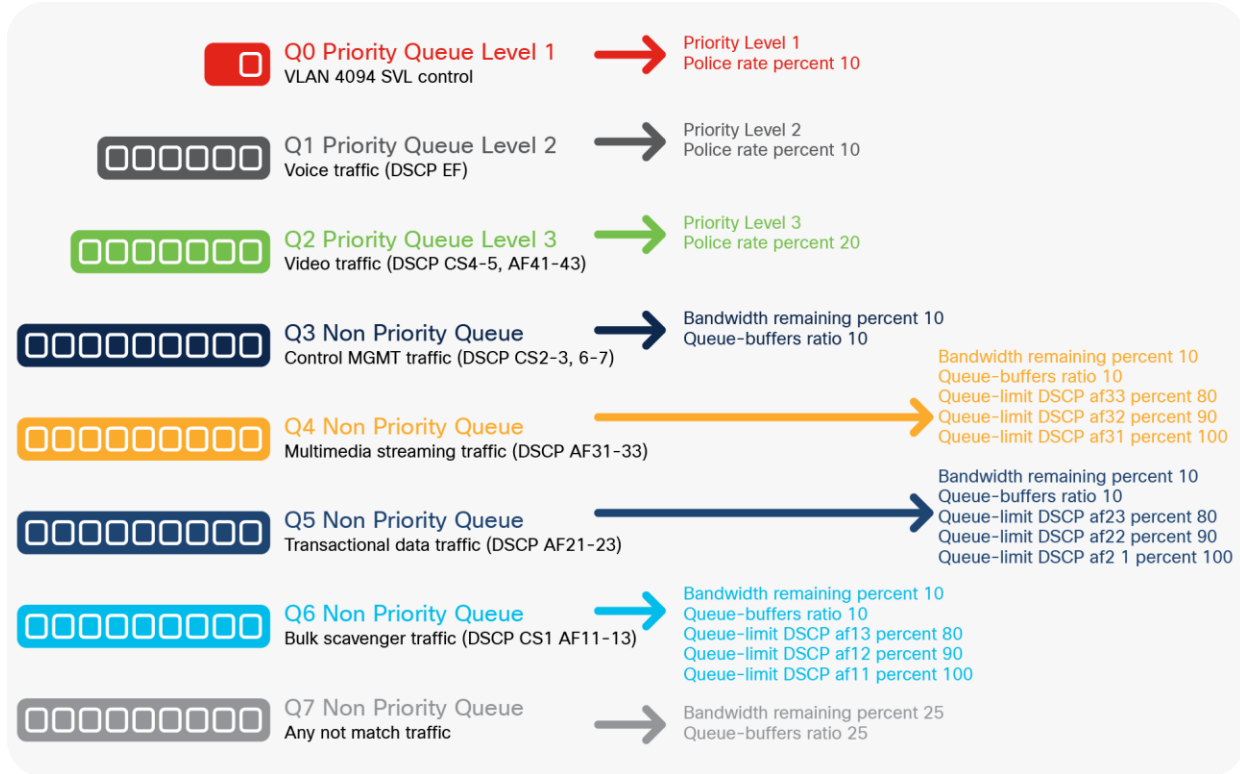 Q0 Priority Queue Level 1
VLAN 4094 SVL control
Priority Level 1
Police rate percent 10
Q1 Priority Queue Level 2
Voice traffic (DSCP EF)
Priority Level 2
Police rate percent 10
Q2 Priority Queue Level 3
Video traffic (DSCP CS4-5, AF41-43)
Priority Level 3
Police rate percent 20
Q3 Non Priority Queue
Control MGMT traffic (DSCP CS2-3, 6-7)
Bandwidth remaining percent 10
Queue-buffers ratio 10
Q4 Non Priority Queue
Multimedia streaming traffic (DSCP AF31-33)
Bandwidth remaining percent 10
Queue-buffers ratio 10
Queue-limit DSCP af33 percent 80
Queue-limit DSCP af32 percent 90
Queue-limit DSCP af31 percent 100
Q5 Non Priority Queue
Transactional data traffic (DSCP AF21-23)
Bandwidth remaining percent 10
Queue-buffers ratio 10
Queue-limit DSCP af23 percent 80
Queue-limit DSCP af22 percent 90
Queue-limit DSCP af2 1 percent 100
Q6 Non Priority Queue
Bulk scavenger traffic (DSCP CS1 AF11-13)
Bandwidth remaining percent 10
Queue-buffers ratio 10
Queue-limit DSCP af13 percent 80
Queue-limit DSCP af12 percent 90
Queue-limit DSCP af11 percent 100
Q7 Non Priority Queue
Any not match traffic
Bandwidth remaining percent 25
Queue-buffers ratio 25